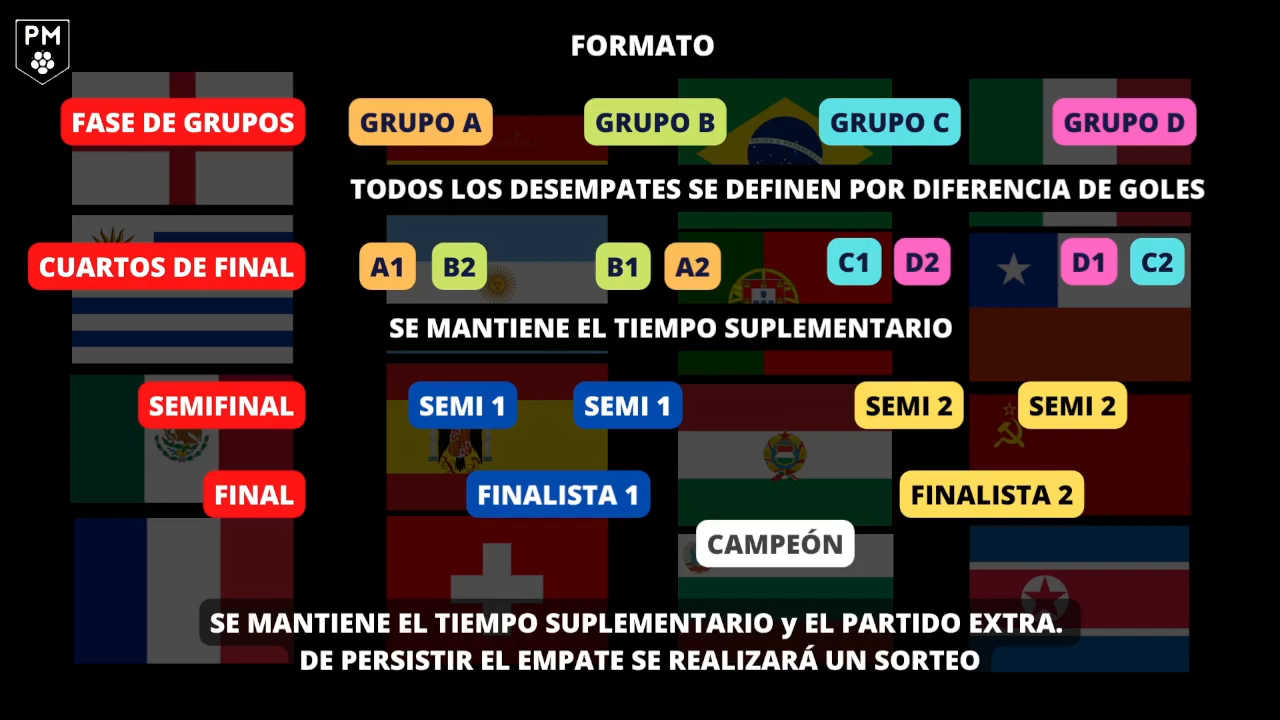 PM
FORMATO
FASE DE GRUPOS GRUPO A GRUPO B GRUPO C GRUPO D
TODOS LOS DESEMPATES SE DEFINEN POR DIFERENCIA DE GOLES
CUARTOS DE FINAL A1 B2 B1 A2 C1 D2 D1 C2
SE MANTIENE EL TIEMPO SUPLEMENTARIO
SEMIFINAL SEMI 1 SEMI 1 SEMI 2 SEMI 2
FINAL FINALISTA 1 FINALISTA 2
CAMPEÓN
SE MANTIENE EL TIEMPO SUPLEMENTARIO y EL PARTIDO EXTRA.
DE PERSISTIR EL EMPATE SE REALIZARÁ UN SORTEO